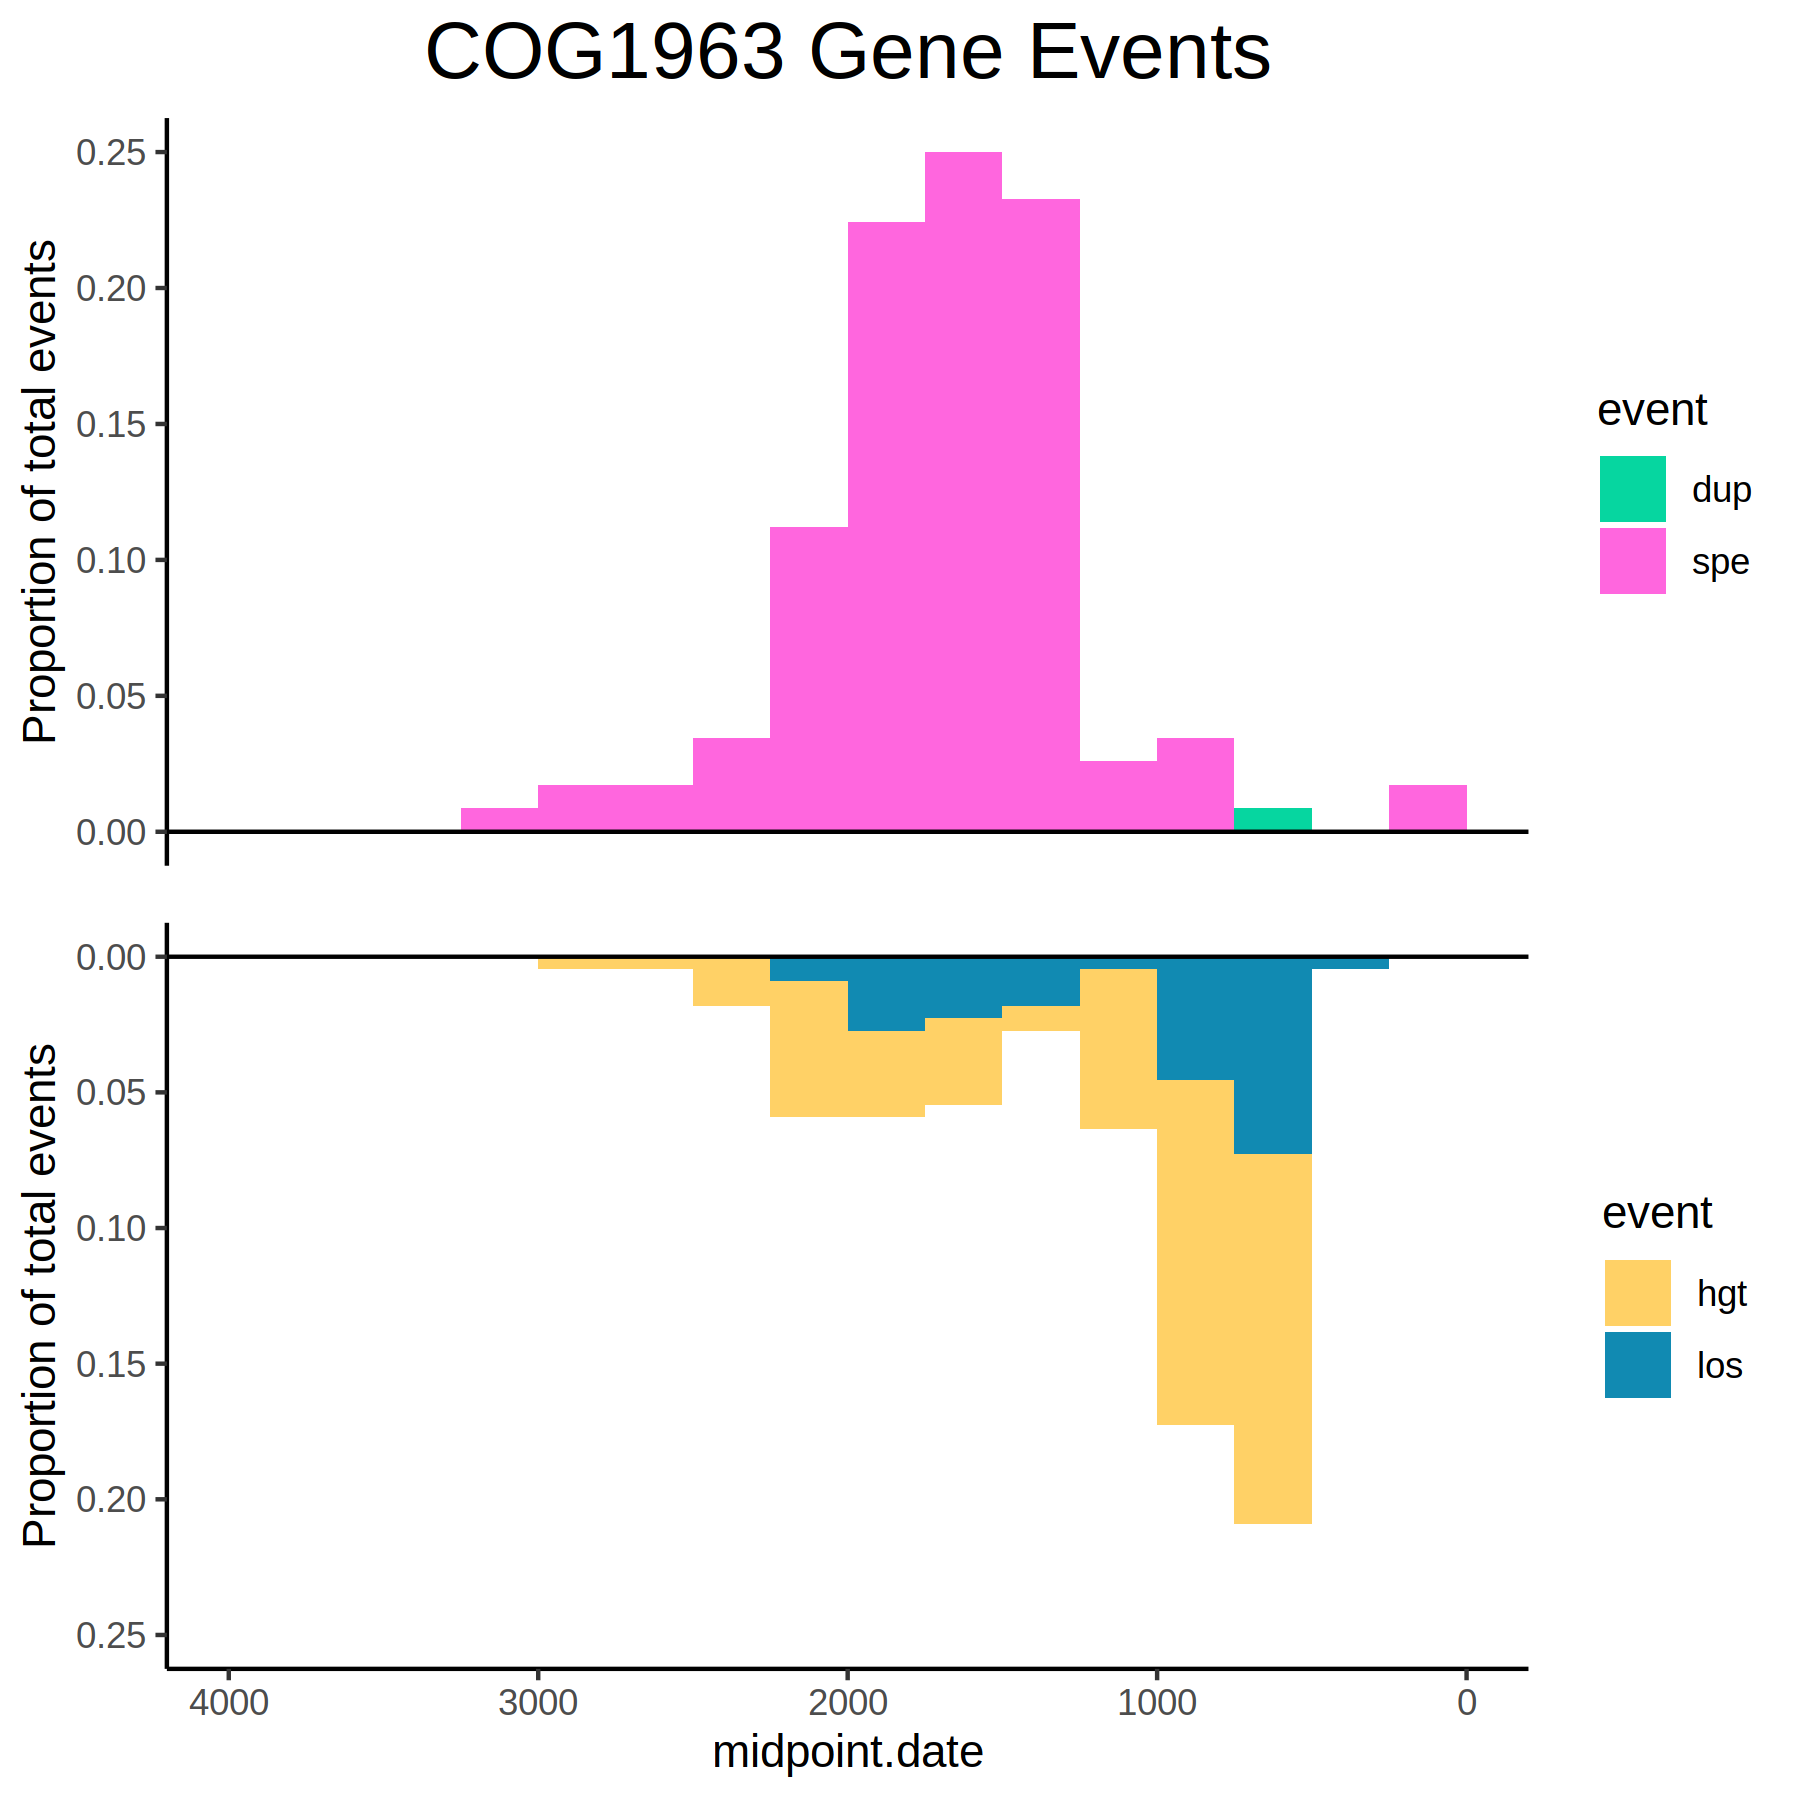 COG1963 Gene Events
Proportion of total events
0.25
0.20
0.15
0.10
0.05
0.00
event
dup
spe
Proportion of total events
0.00
0.05
0.10
0.15
0.20
0.25
event
hgt
los
4000 3000 2000 1000 0
midpoint.date